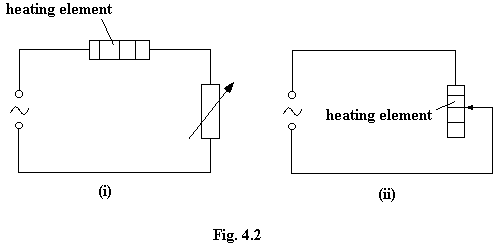 heating element
heating element
(i)
(ii)
Fig. 4.2